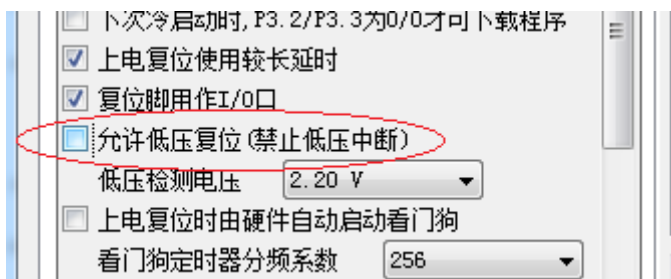 下次冷启动时,P3.2/P3.3为0/0才可下载程序
上电复位使用较长延时
复位脚用作I/O口
允许低压复位(禁止低压中断)
低压检测电压 2.20 V
上电复位时由硬件自动启动看门狗
看门狗定时器分频系数 256